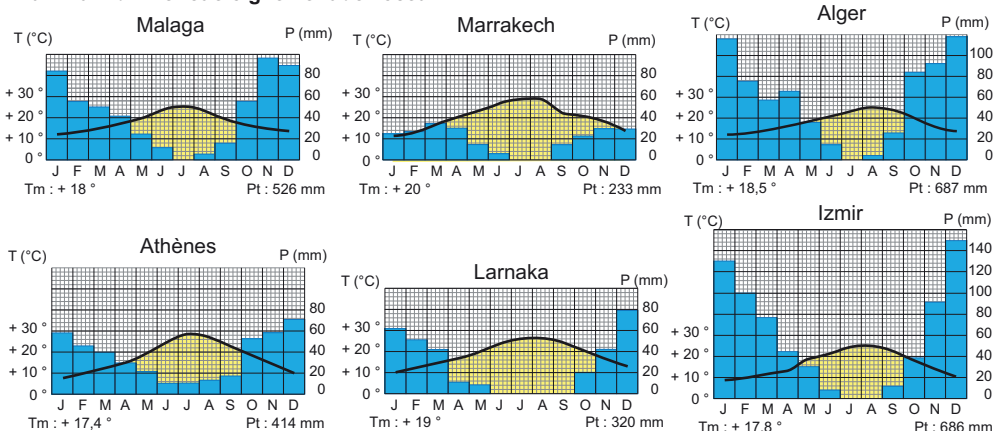 Malaga
T (°C) P (mm)
80
+ 30 ° 60
+ 20 ° 40
+ 10 ° 20
0 ° 0
J F M A M J J A S O N D
Tm : + 18 ° Pt : 526 mm
Marrakech
T (°C) P (mm)
80
+ 30 ° 60
+ 20 ° 40
+ 10 ° 20
0 ° 0
J F M A M J J A S O N D
Tm : + 20 ° Pt : 233 mm
Alger
T (°C) P (mm)
100
80
+ 30 ° 60
+ 20 ° 40
+ 10 ° 20
0 ° 0
J F M A M J J A S O N D
Tm : + 18,5 ° Pt : 687 mm
Athènes
T (°C) P (mm)
80
+ 30 ° 60
+ 20 ° 40
+ 10 ° 20
0 ° 0
J F M A M J J A S O N D
Tm : + 17,4 ° Pt : 414 mm
Larnaka
T (°C) P (mm)
80
+ 30 ° 60
+ 20 ° 40
+ 10 ° 20
0 ° 0
J F M A M J J A S O N D
Tm : + 19 ° Pt : 320 mm
Izmir
T (°C) P (mm)
140
120
100
80
+ 30 ° 60
+ 20 ° 40
+ 10 ° 20
0 ° 0
J F M A M J J A S O N D
Tm : + 17,8 ° Pt : 686 mm